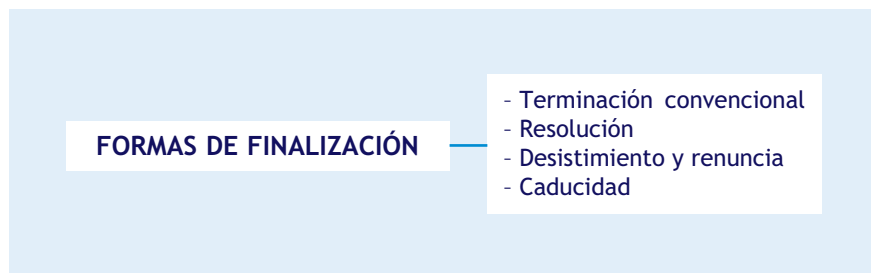 FORMAS DE FINALIZACIÓN
– Terminación convencional
– Resolución
– Desistimiento y renuncia
– Caducidad